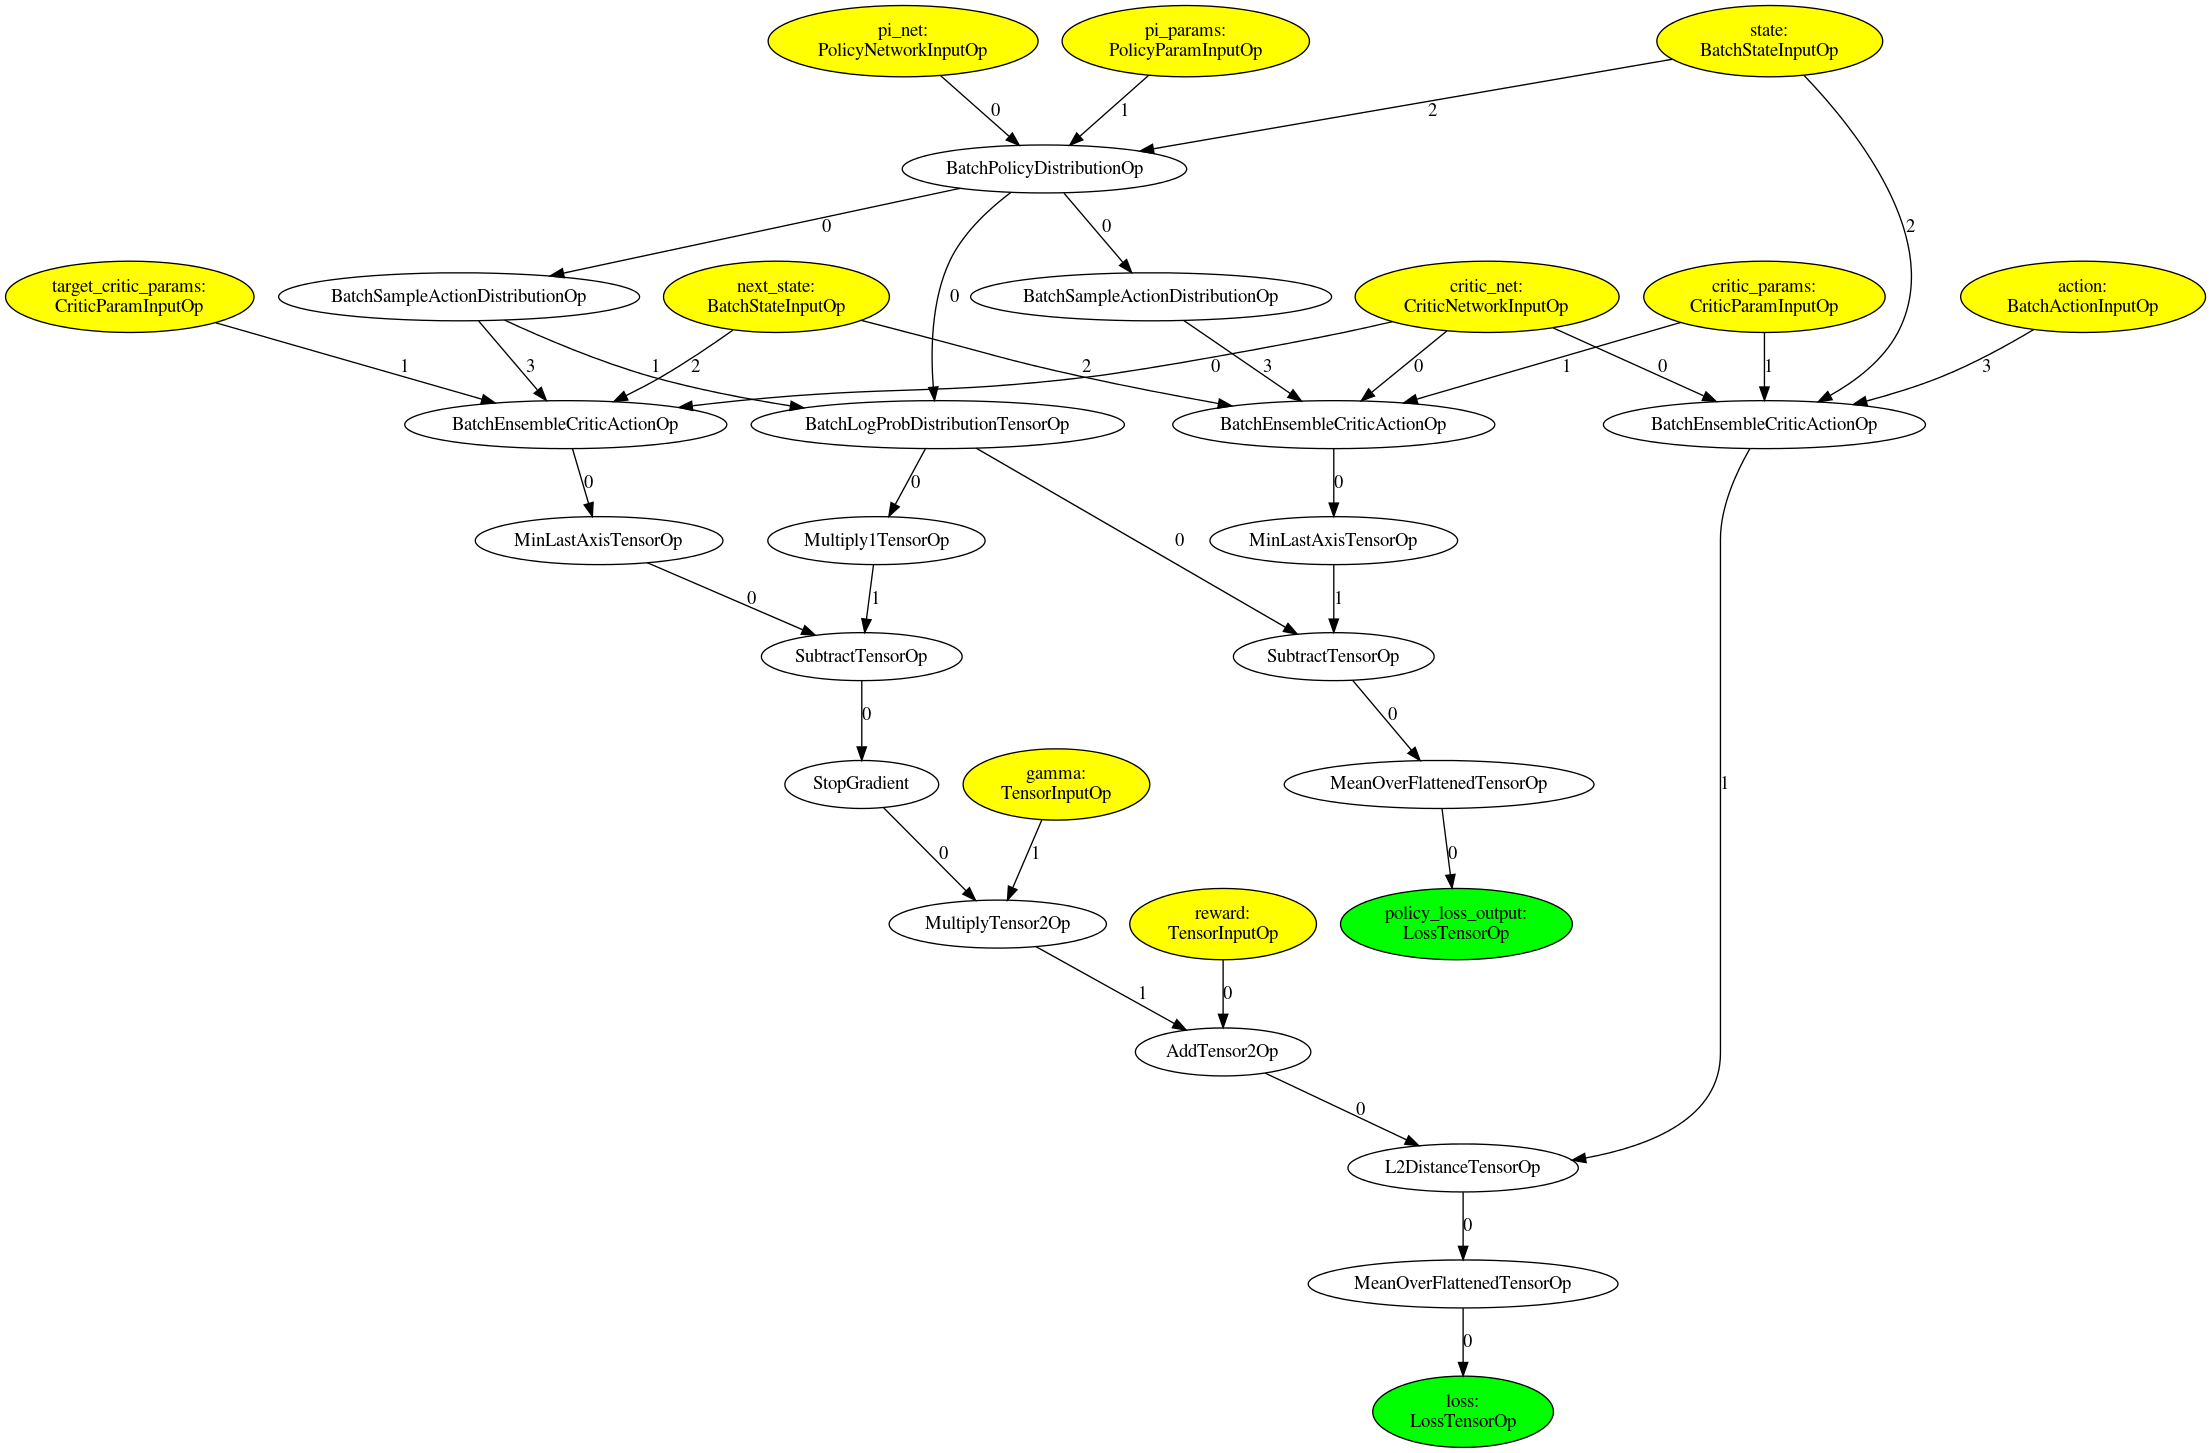 pi_net:
PolicyNetworkInputOp
pi_params:
PolicyParamInputOp
state:
BatchStateInputOp
0
1
2
BatchPolicyDistributionOp
0
0
2
target_critic_params:
CriticParamInputOp
BatchSampleActionDistributionOp
next_state:
BatchStateInputOp
0
BatchSampleActionDistributionOp
critic_net:
CriticNetworkInputOp
critic_params:
CriticParamInputOp
action:
BatchActionInputOp
1
3
1
2
2
0
3
0
1
0
1
3
BatchEnsembleCriticActionOp
BatchLogProbDistributionTensorOp
BatchEnsembleCriticActionOp
BatchEnsembleCriticActionOp
0
0
0
MinLastAxisTensorOp
Multiply1TensorOp
0
MinLastAxisTensorOp
0
1
1
SubtractTensorOp
SubtractTensorOp
0
0
StopGradient
gamma:
TensorInputOp
MeanOverFlattenedTensorOp
1
0
1
0
MultiplyTensor2Op
reward:
TensorInputOp
policy_loss_output:
LossTensorOp
1
0
AddTensor2Op
0
L2DistanceTensorOp
0
MeanOverFlattenedTensorOp
0
loss:
LossTensorOp